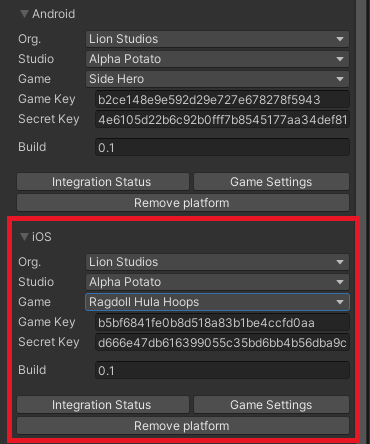 Android
Org. Lion Studios
Studio Alpha Potato
Game Side Hero
Game Key b2ce148e9e592d29e727e678278f5943
Secret Key 4e6105d22b6c92b0fff7b8545177aa34def81
Build 0.1
Integration Status Game Settings
Remove platform
iOS
Org. Lion Studios
Studio Alpha Potato
Game Ragdoll Hula Hoops
Game Key b5bf6841fe0b8d518a83b1be4ccfd0aa
Secret Key d666e47db616399055c35bd6bb4b56dba9c
Build 0.1
Integration Status Game Settings
Remove platform